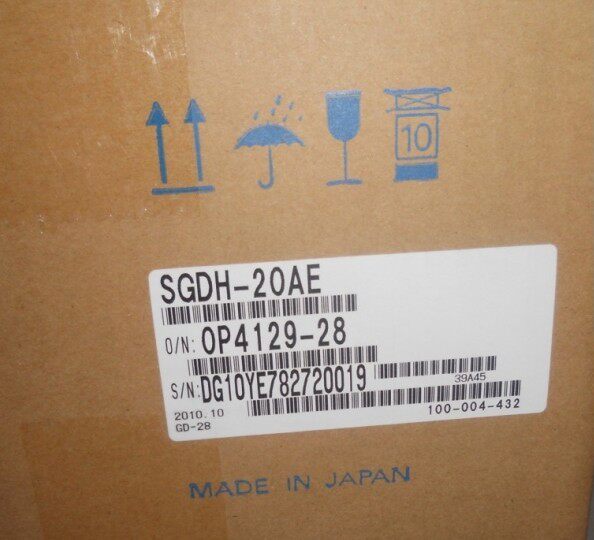 10
SGDH-20AE
O/N: OP4129-28
S/N: DG10YE782720019
39A45
2010.10
100-004-432
GD-28
MADE IN JAPAN